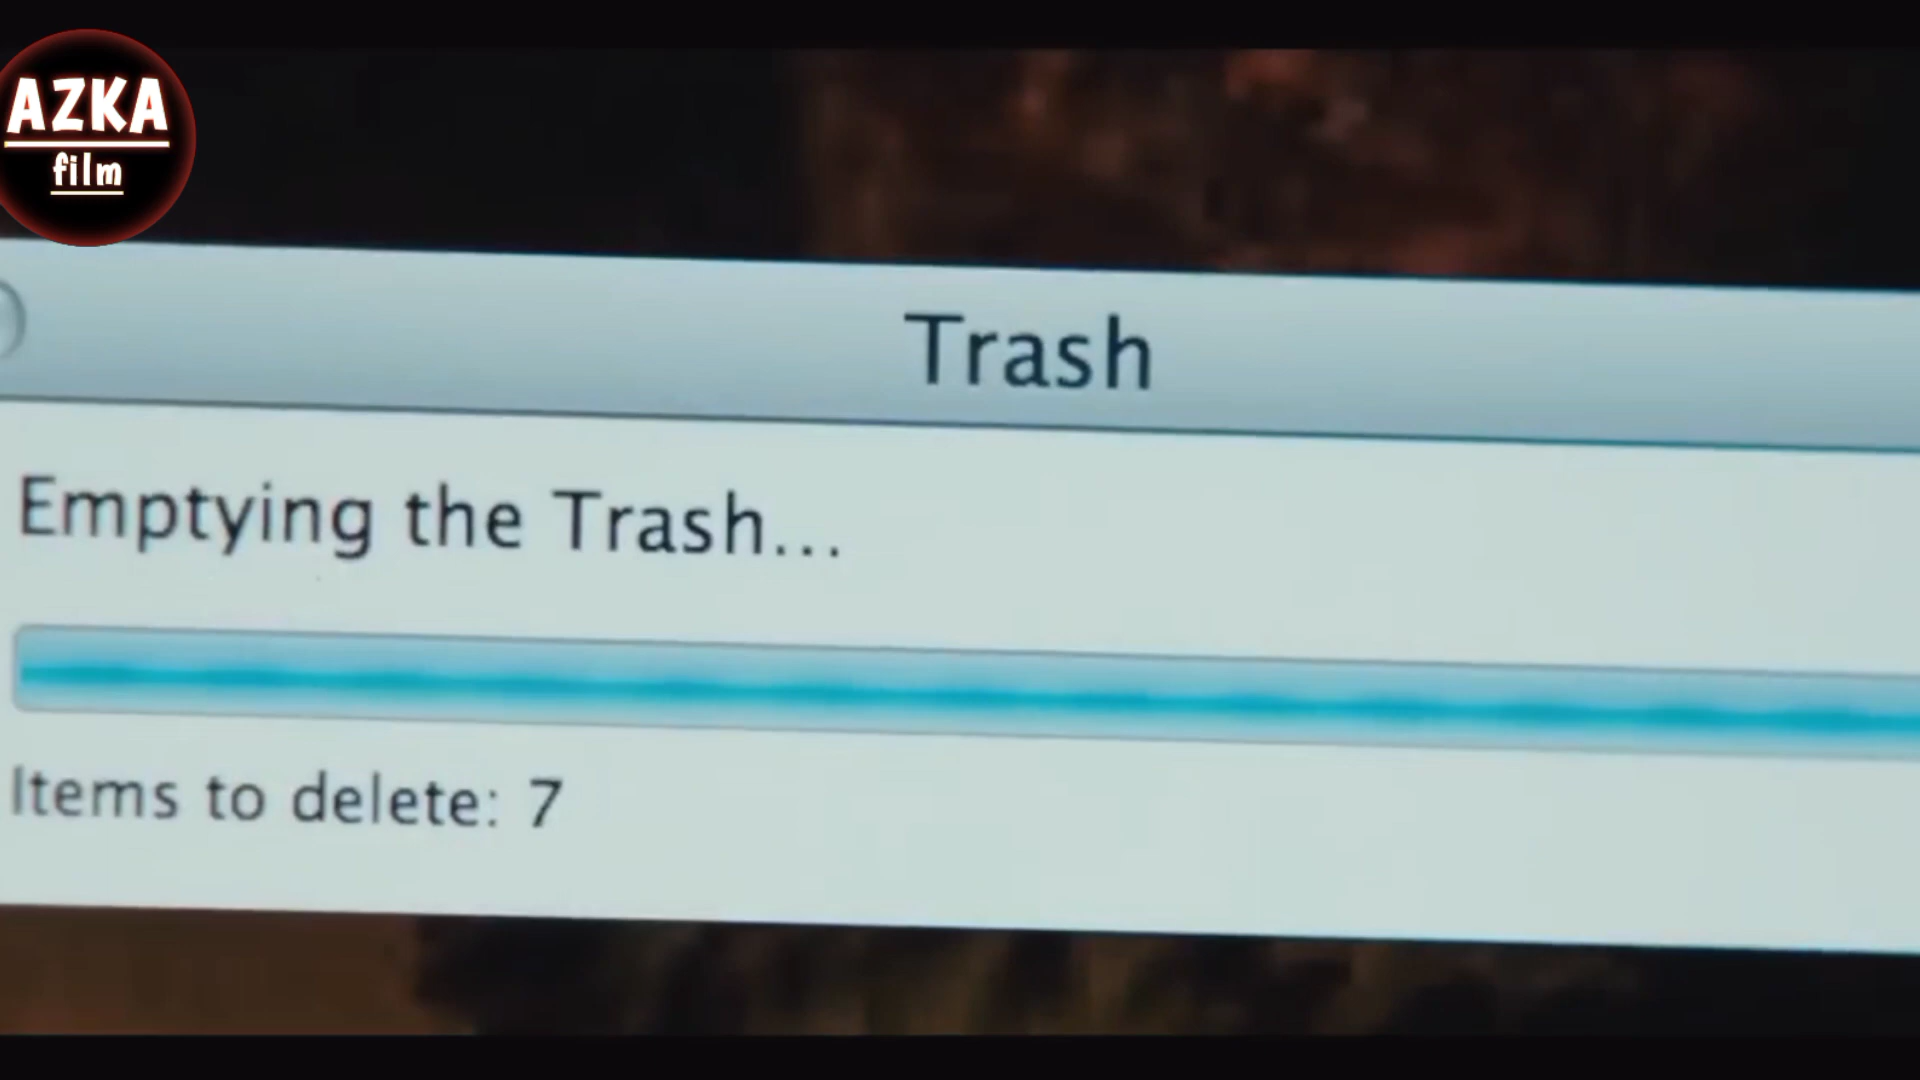 AZKA
film
Trash
Emptying the Trash...
Items to delete: 7